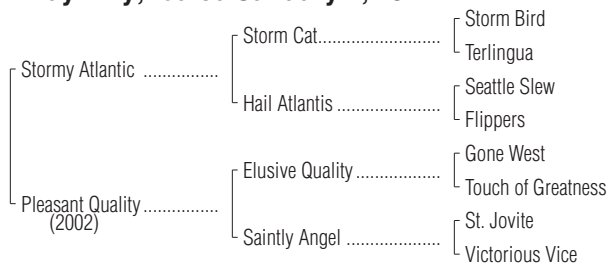 Storm Bird
Storm Cat..........................
Terlingua
Stormy Atlantic ................
Seattle Slew
Hail Atlantis ......................
Flippers
Gone West
Elusive Quality ..................
Touch of Greatness
Pleasant Quality ................
(2002)
St. Jovite
Saintly Angel ....................
Victorious Vice